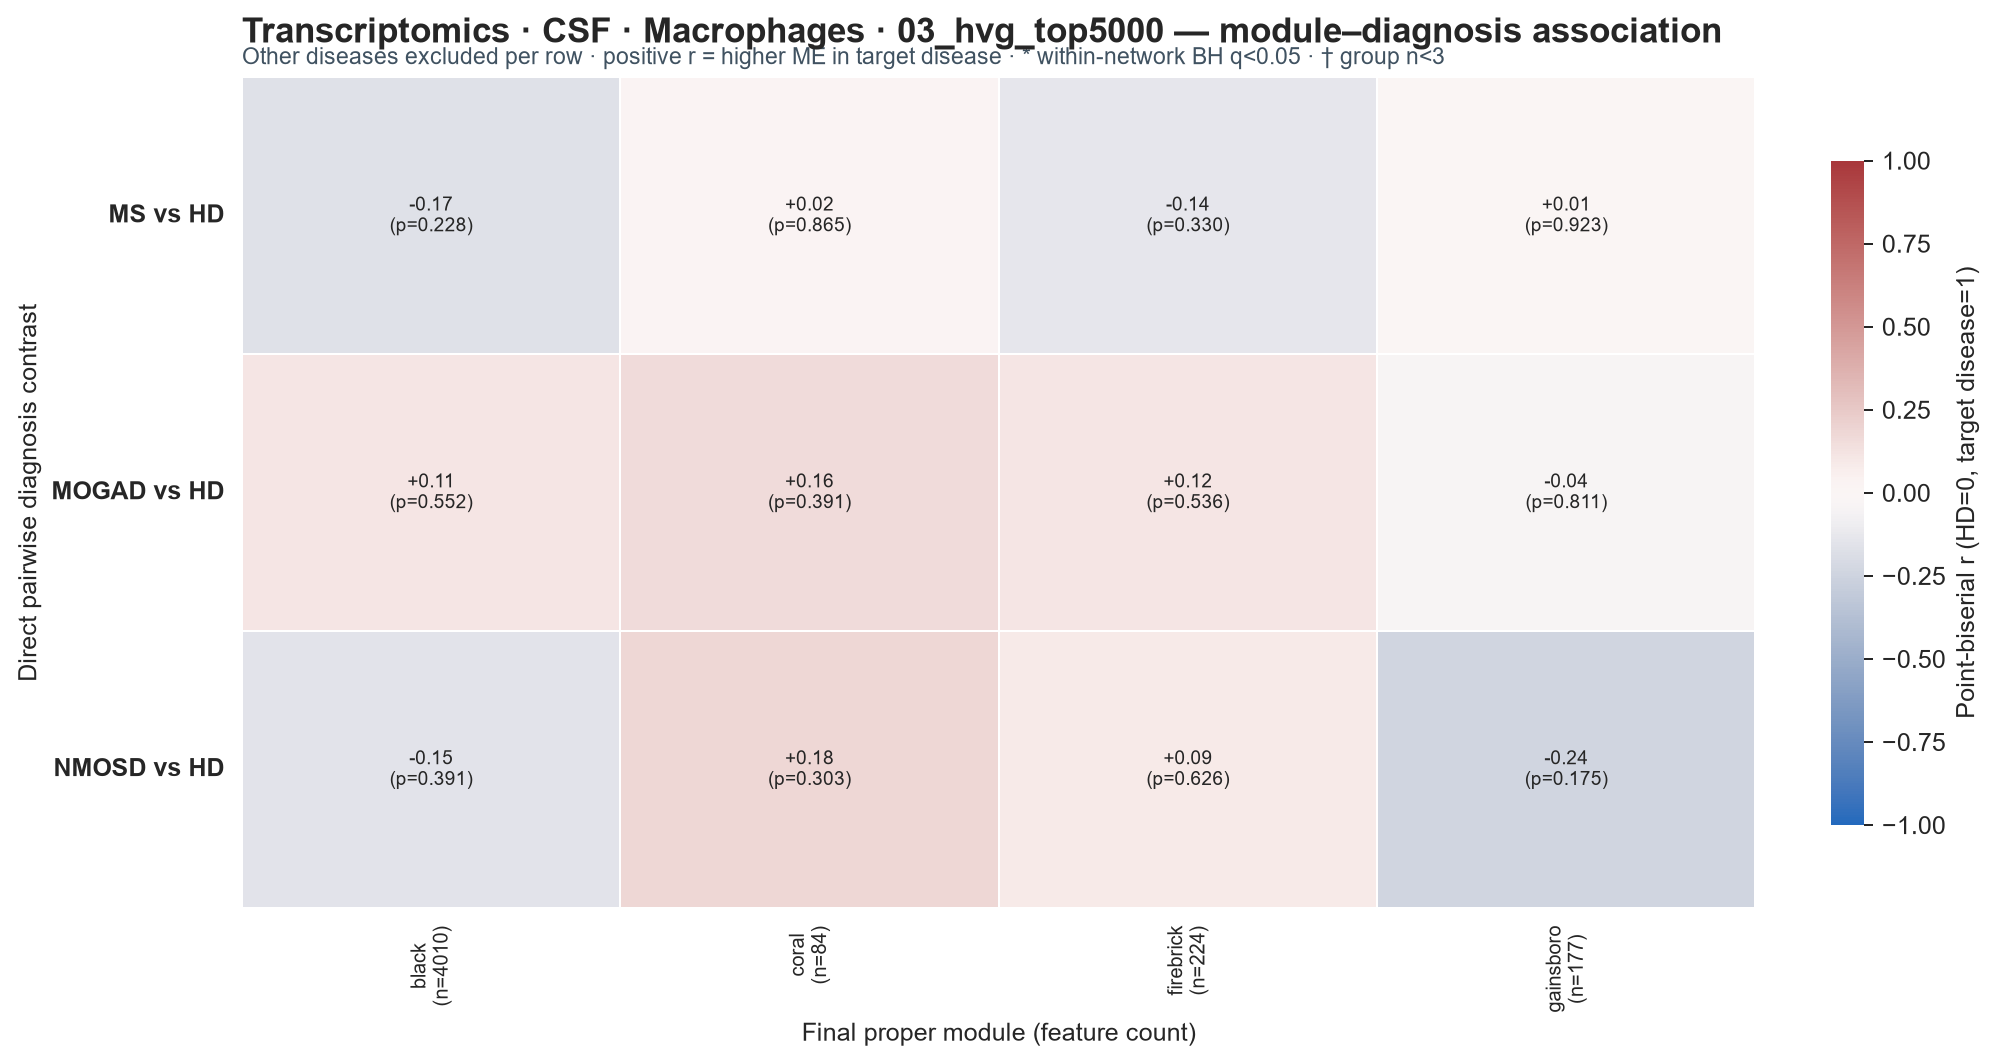 Transcriptomics · CSF · Macrophages · 03_hvg_top5000 — module–diagnosis association
Other diseases excluded per row · positive r = higher ME in target disease · * within-network BH q<0.05 · † group n<3
Direct pairwise diagnosis contrast
MS vs HD
-0.17
(p=0.228)
+0.02
(p=0.865)
-0.14
(p=0.330)
+0.01
(p=0.923)
MOGAD vs HD
+0.11
(p=0.552)
+0.16
(p=0.391)
+0.12
(p=0.536)
-0.04
(p=0.811)
NMOSD vs HD
-0.15
(p=0.391)
+0.18
(p=0.303)
+0.09
(p=0.626)
-0.24
(p=0.175)
black
(n=4010)
coral
(n=84)
firebrick
(n=224)
gainsboro
(n=177)
Final proper module (feature count)
1.00
0.75
0.50
0.25
0.00
−0.25
−0.50
−0.75
−1.00
Point-biserial r (HD=0, target disease=1)